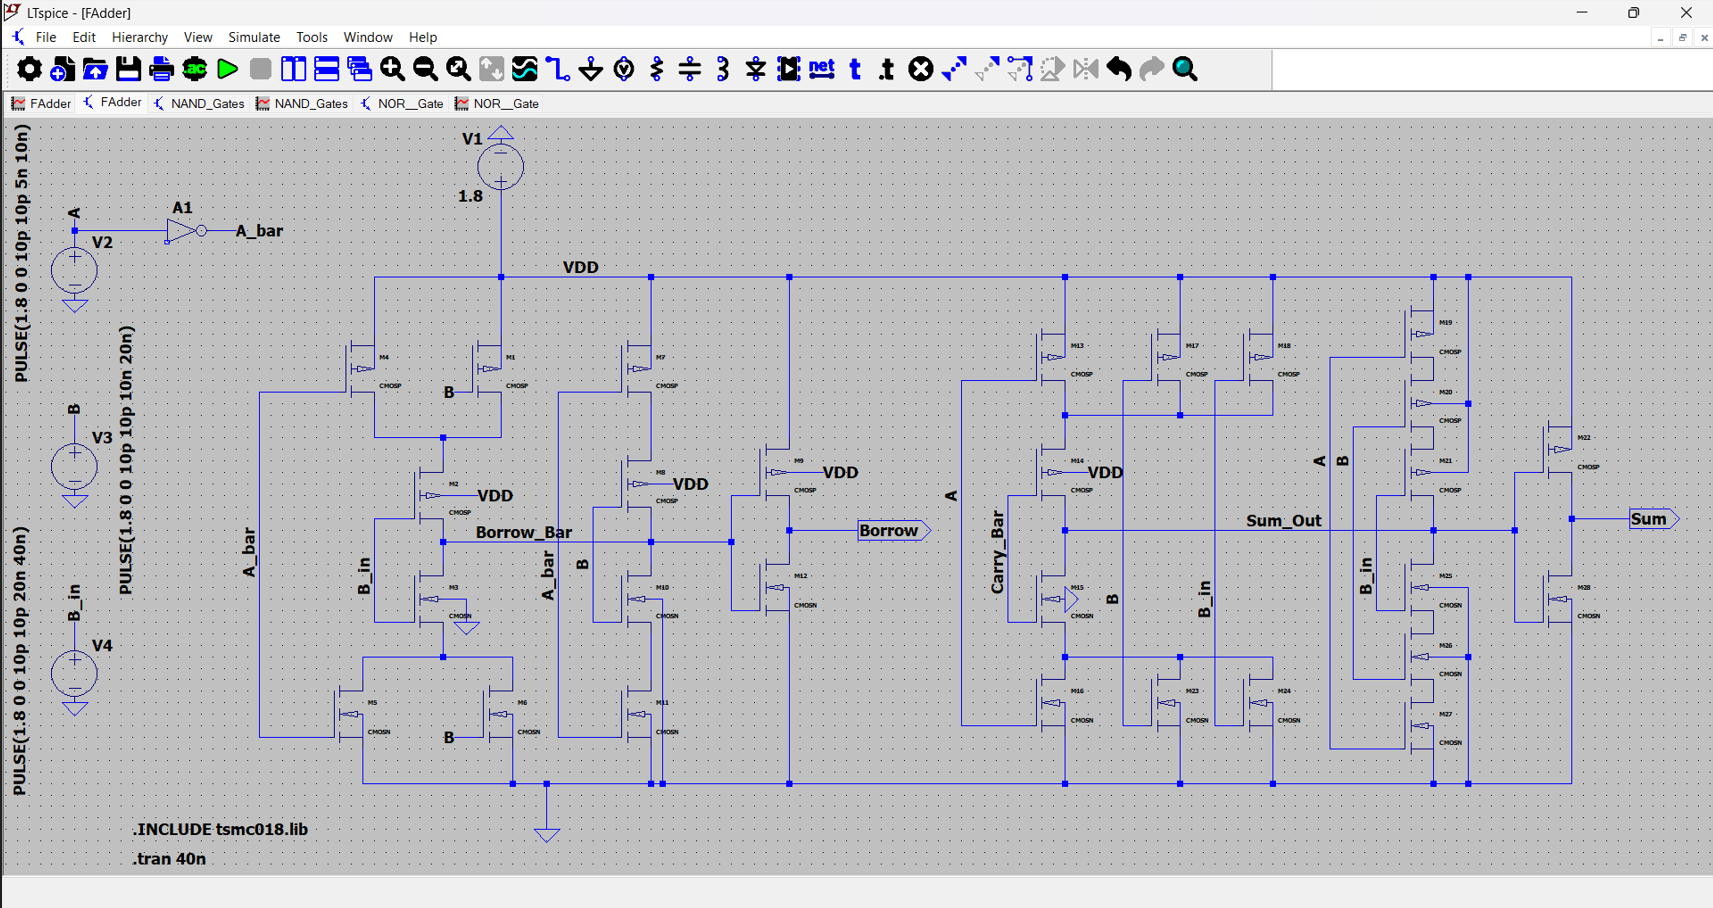 LTspice - [FAdder]
File Edit Hierarchy View Simulate Tools Window Help
ac net t .t
FAdder FAdder NAND_Gates NAND_Gates NOR__Gate NOR__Gate
PULSE(1.8 0 0 10p 10p 5n 10n)
A
V2
A1
A_bar
PULSE(1.8 0 0 10p 10p 10n 20n)
B
V3
PULSE(1.8 0 0 10p 10p 20n 40n)
B_in
V4
V1
1.8
VDD
M4
CMOSP
M1
CMOSP
B
M7
CMOSP
M2
CMOSP
VDD
M8
CMOSP
VDD
M9
CMOSP
VDD
Borrow_Bar
Borrow
A_bar
B_in
M3
CMOSN
A_bar
B
M10
CMOSN
M12
CMOSN
M5
CMOSN
B
M6
CMOSN
M11
CMOSN
M13
CMOSP
M17
CMOSP
M18
CMOSP
A
M14
CMOSP
VDD
Carry_Bar
Sum_Out
M15
CMOSN
B
B_in
M16
CMOSN
M23
CMOSN
M24
CMOSN
M19
CMOSP
M20
CMOSP
A
B
M21
CMOSP
M22
CMOSP
Sum
B_in
M25
CMOSN
M28
CMOSN
M26
CMOSN
M27
CMOSN
.INCLUDE tsmc018.lib
.tran 40n